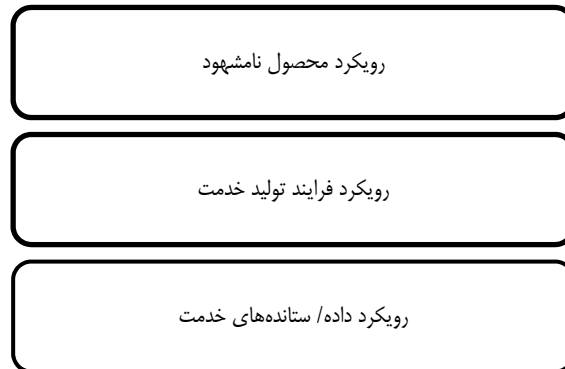 رویکرد محصول نامشهود
رویکرد فرایند تولید خدمت
رویکرد داده/ ستانده‌های خدمت